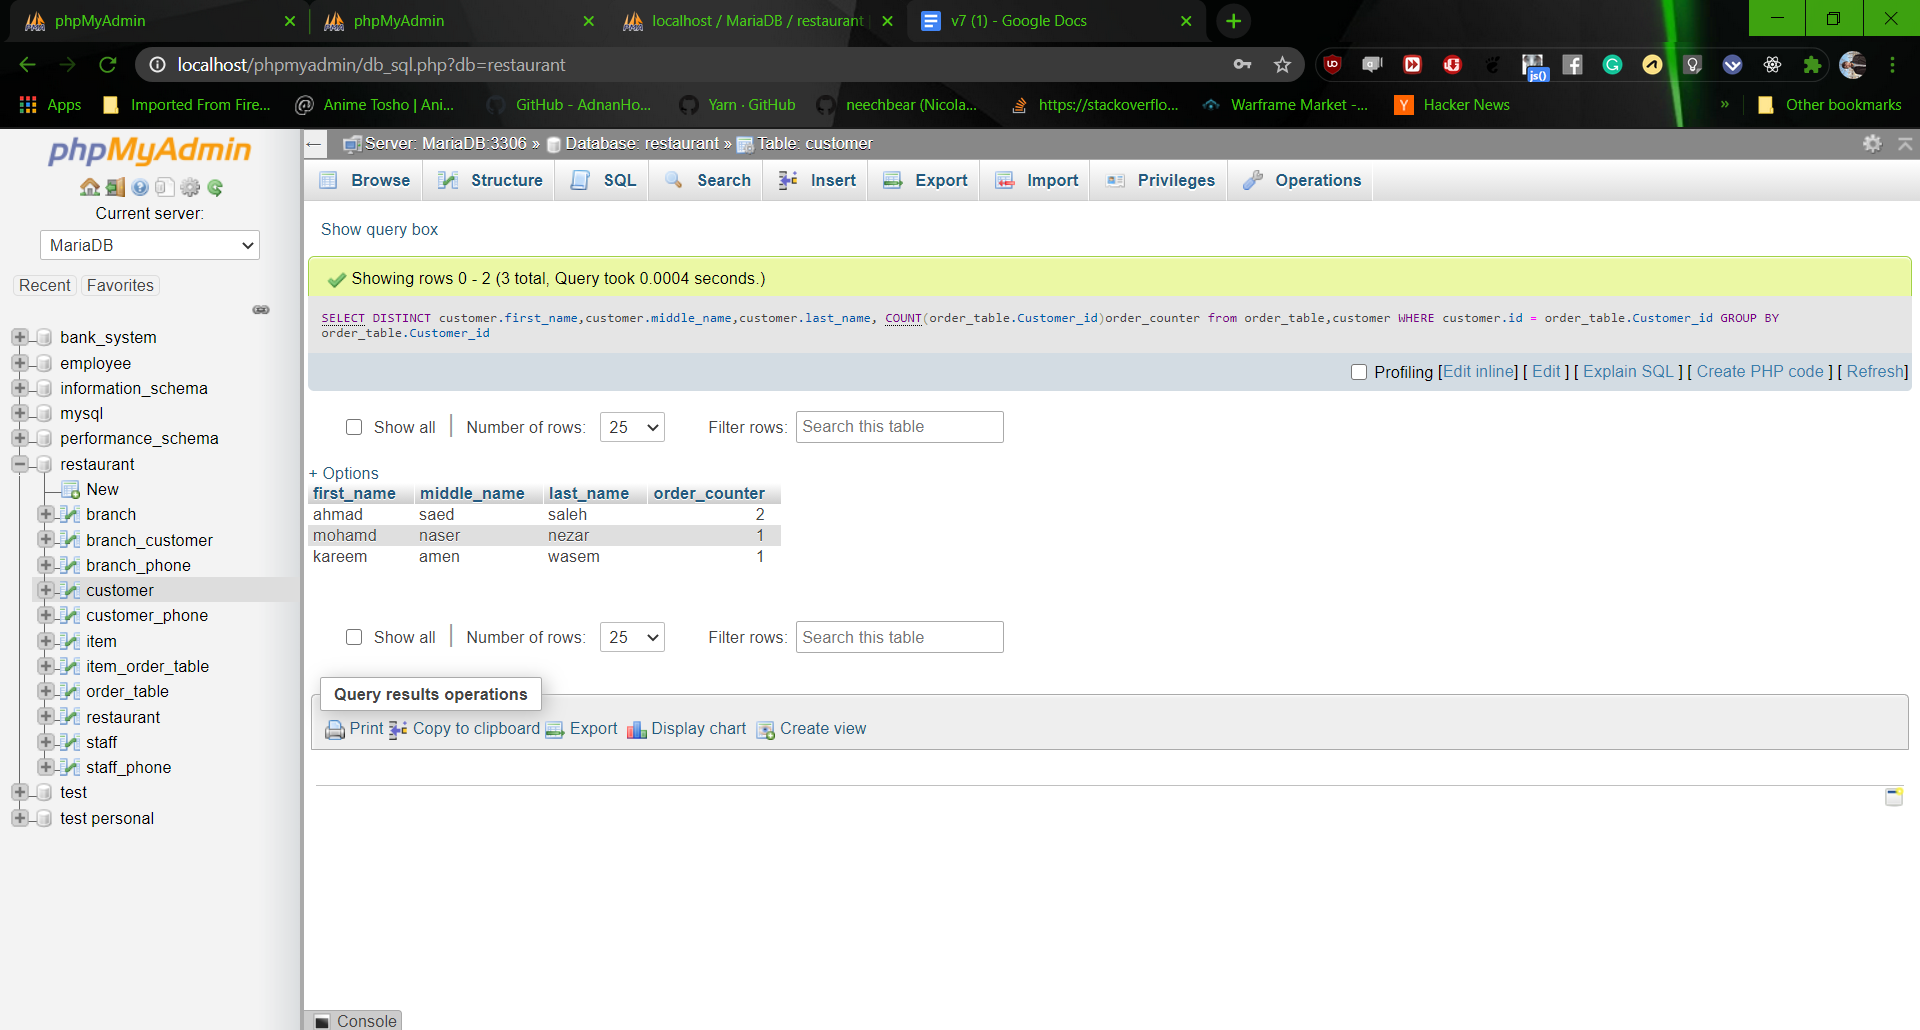 phpMyAdmin
phpMyAdmin
localhost / MariaDB / restaurant
v7 (1) - Google Docs
localhost/phpmyadmin/db_sql.php?db=restaurant
js()
Apps
Imported From Fire...
Anime Tosho | Ani...
GitHub - AdnanHo...
Yarn · GitHub
neechbear (Nicola...
https://stackoverflo...
Warframe Market -...
Hacker News
»
Other bookmarks
phpMyAdmin
Current server:
MariaDB
Recent
Favorites
bank_system
employee
information_schema
mysql
performance_schema
restaurant
New
branch
branch_customer
branch_phone
customer
customer_phone
item
item_order_table
order_table
restaurant
staff
staff_phone
test
test personal
Server: MariaDB:3306 » Database: restaurant » Table: customer
Browse
Structure
SQL
Search
Insert
Export
Import
Privileges
Operations
Show query box
Showing rows 0 - 2 (3 total, Query took 0.0004 seconds.)
SELECT DISTINCT customer.first_name,customer.middle_name,customer.last_name, COUNT(order_table.Customer_id)order_counter from order_table,customer WHERE customer.id = order_table.Customer_id GROUP BY
order_table.Customer_id
Profiling [Edit inline] [ Edit ] [ Explain SQL ] [ Create PHP code ] [ Refresh]
Show all | Number of rows: 25 Filter rows: Search this table
+ Options
first_name middle_name last_name order_counter
ahmad saed saleh 2
mohamd naser nezar 1
kareem amen wasem 1
Show all | Number of rows: 25 Filter rows: Search this table
Query results operations
Print Copy to clipboard Export Display chart Create view
Console